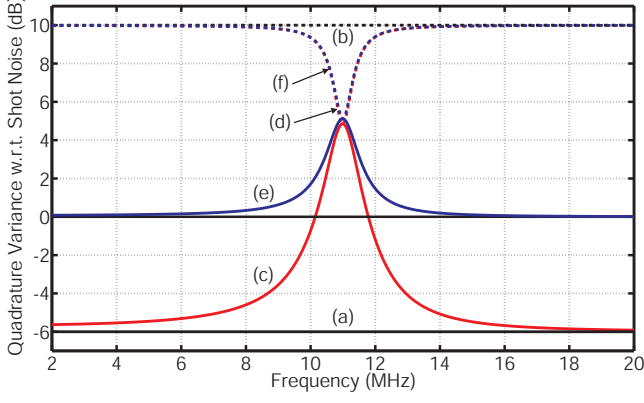 Quadrature Variance w.r.t. Shot Noise (dB)
10
8
6
4
2
0
-2
-4
-6
(b)
(f)
(d)
(e)
(c)
(a)
2 4 6 8 10 12 14 16 18 20
Frequency (MHz)